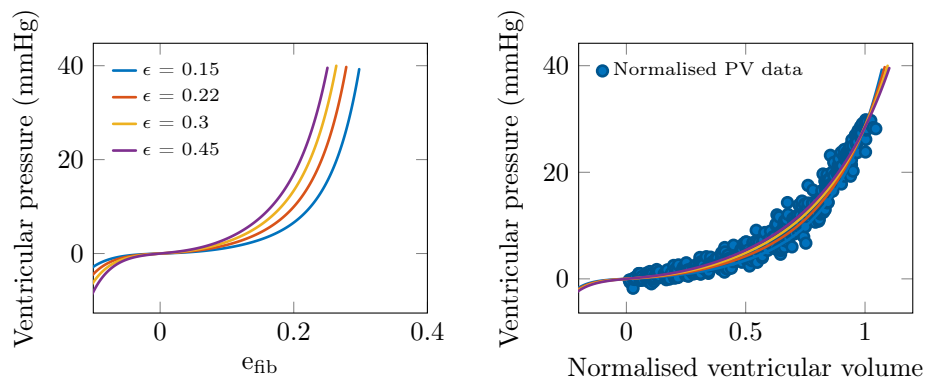 Ventricular pressure (mmHg)
40
20
0
ϵ = 0.15
ϵ = 0.22
ϵ = 0.3
ϵ = 0.45
0
0.2
0.4
e_fib
Ventricular pressure (mmHg)
40
20
0
Normalised PV data
0
0.5
1
Normalised ventricular volume